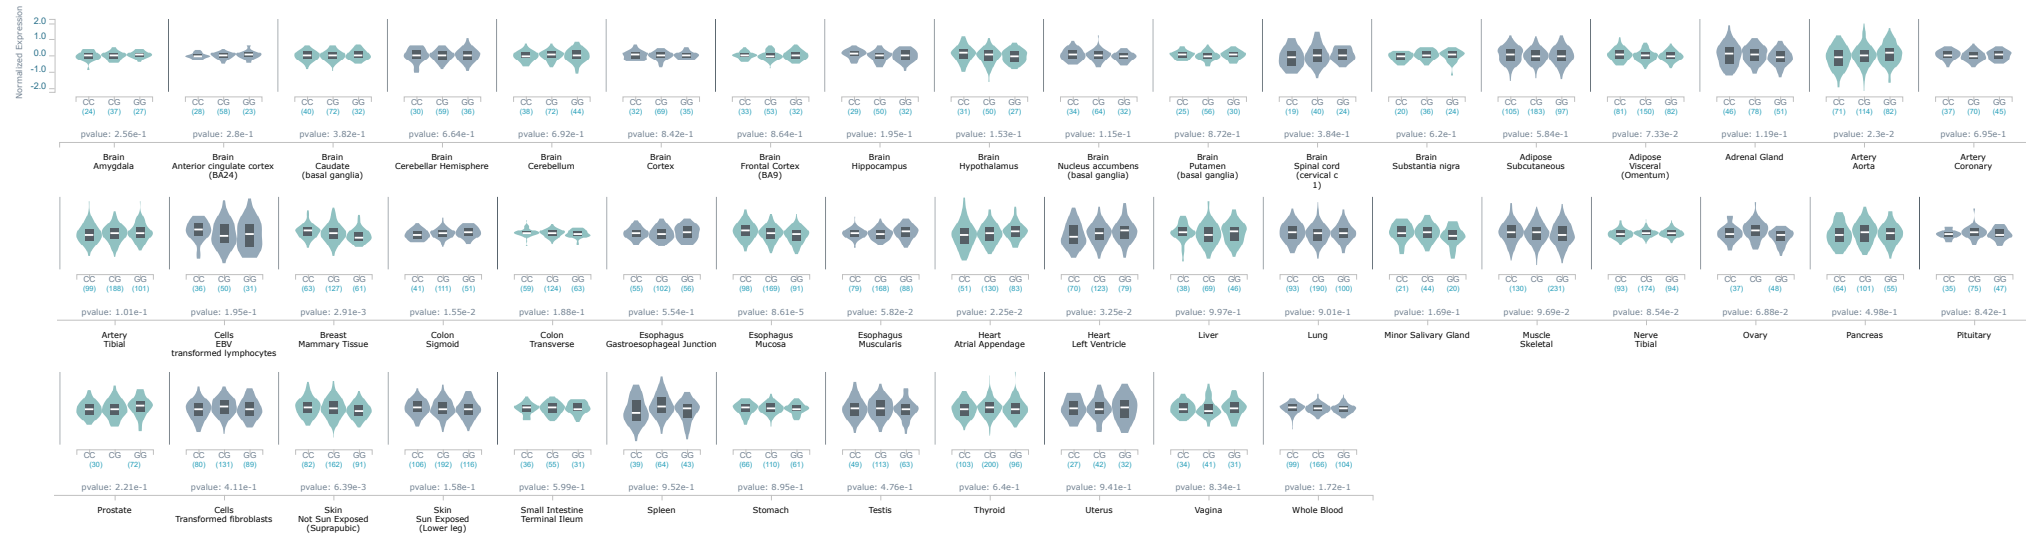 Normalized Expression
2.0
1.0
0.0
-1.0
-2.0
CC CG GG CC CG GG CC CG GG CC CG GG CC CG GG CC CG GG CC CG GG CC CG GG CC CG GG CC CG GG CC CG GG CC CG GG CC CG GG CC CG GG CC CG GG CC CG GG CC CG GG CC CG GG
(24) (37) (27) (28) (58) (23) (40) (72) (32) (30) (59) (36) (38) (72) (44) (32) (69) (35) (33) (53) (32) (29) (50) (32) (31) (50) (27) (34) (64) (32) (25) (56) (30) (19) (40) (24) (20) (36) (24) (105) (183) (97) (81) (150) (82) (46) (78) (51) (71) (114) (82) (37) (70) (45)
pvalue: 2.56e-1 pvalue: 2.8e-1 pvalue: 3.82e-1 pvalue: 6.64e-1 pvalue: 6.92e-1 pvalue: 8.42e-1 pvalue: 8.64e-1 pvalue: 1.95e-1 pvalue: 1.53e-1 pvalue: 1.15e-1 pvalue: 8.72e-1 pvalue: 3.84e-1 pvalue: 6.2e-1 pvalue: 5.84e-1 pvalue: 7.33e-2 pvalue: 1.19e-1 pvalue: 2.3e-2 pvalue: 6.95e-1
Brain Brain Brain Brain Brain Brain Brain Brain Brain Brain Brain Brain Brain Adipose Adipose Adrenal Gland Artery Artery
Amygdala Anterior cingulate cortex Caudate Cerebellar Hemisphere Cerebellum Cortex Frontal Cortex Hippocampus Hypothalamus Nucleus accumbens Putamen Spinal cord Substantia nigra Subcutaneous Visceral Aorta Coronary
(BA24) (basal ganglia) (BA9) (basal ganglia) (basal ganglia) (cervical c (Omentum)
1)
CC CG GG CC CG GG CC CG GG CC CG GG CC CG GG CC CG GG CC CG GG CC CG GG CC CG GG CC CG GG CC CG GG CC CG GG CC CG GG CC CG GG CC CG GG CC CG GG CC CG GG CC CG GG
(99) (188) (101) (36) (50) (31) (63) (127) (61) (41) (111) (51) (59) (124) (63) (55) (102) (56) (98) (169) (91) (79) (168) (88) (51) (130) (83) (70) (123) (79) (38) (69) (46) (93) (190) (100) (21) (44) (20) (130) (231) (93) (174) (94) (37) (48) (64) (101) (55) (35) (75) (47)
pvalue: 1.01e-1 pvalue: 1.95e-1 pvalue: 2.91e-3 pvalue: 1.55e-2 pvalue: 1.88e-1 pvalue: 5.54e-1 pvalue: 8.61e-5 pvalue: 5.82e-2 pvalue: 2.25e-2 pvalue: 3.25e-2 pvalue: 9.97e-1 pvalue: 9.01e-1 pvalue: 1.69e-1 pvalue: 9.69e-2 pvalue: 8.54e-2 pvalue: 6.88e-2 pvalue: 4.98e-1 pvalue: 8.42e-1
Artery Cells Breast Colon Colon Esophagus Esophagus Esophagus Heart Heart Liver Lung Minor Salivary Gland Muscle Nerve Ovary Pancreas Pituitary
Tibial EBV Mammary Tissue Sigmoid Transverse Gastroesophageal Junction Mucosa Muscularis Atrial Appendage Left Ventricle Skeletal Tibial
transformed lymphocytes
CC CG GG CC CG GG CC CG GG CC CG GG CC CG GG CC CG GG CC CG GG CC CG GG CC CG GG CC CG GG CC CG GG CC CG GG
(30) (72) (80) (131) (89) (82) (162) (91) (106) (192) (116) (36) (55) (31) (39) (64) (43) (66) (110) (61) (49) (113) (63) (103) (200) (96) (27) (42) (32) (34) (41) (31) (99) (166) (104)
pvalue: 2.21e-1 pvalue: 4.11e-1 pvalue: 6.39e-3 pvalue: 1.58e-1 pvalue: 5.99e-1 pvalue: 9.52e-1 pvalue: 8.95e-1 pvalue: 4.76e-1 pvalue: 6.4e-1 pvalue: 9.41e-1 pvalue: 8.34e-1 pvalue: 1.72e-1
Prostate Cells Skin Skin Small Intestine Spleen Stomach Testis Thyroid Uterus Vagina Whole Blood
Transformed fibroblasts Not Sun Exposed Sun Exposed Terminal Ileum
(Suprapubic) (Lower leg)